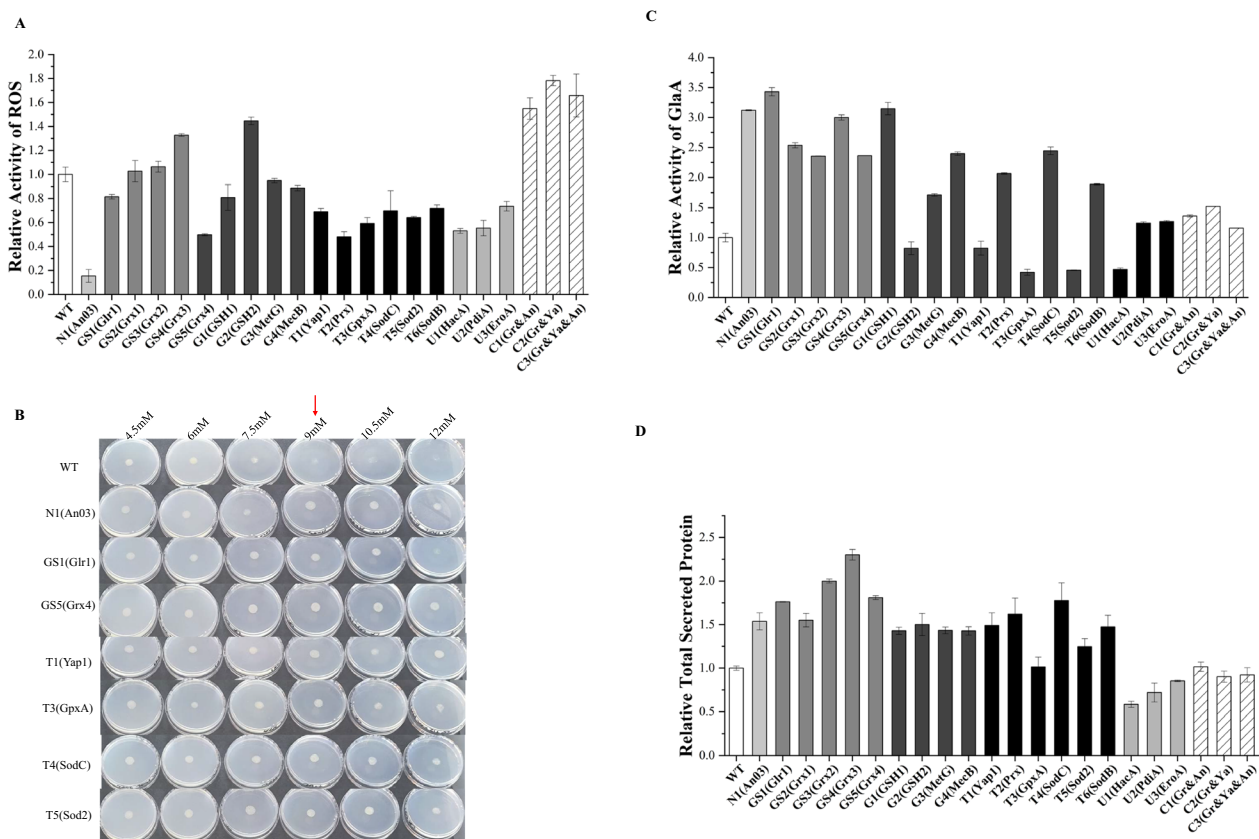 A
Relative Activity of ROS
2.0
1.8
1.6
1.4
1.2
1.0
0.8
0.6
0.4
0.2
0.0
WT
N1(An03)
GS1(Glr1)
GS2(Grx1)
GS3(Grx2)
GS4(Grx3)
GS5(Grx4)
G1(GSH1)
G2(GSH2)
G3(MetG)
G4(MecB)
T1(Yap1)
T2(Prx)
T3(GpxA)
T4(SodC)
T5(Sod2)
T6(SodB)
U1(HacA)
U2(PdiA)
U3(EroA)
C1(Gr&An)
C2(Gr&Ya)
C3(Gr&Ya&An)
B
4.5mM
6mM
7.5mM
9mM
10.5mM
12mM
WT
N1(An03)
GS1(Glr1)
GS5(Grx4)
T1(Yap1)
T3(GpxA)
T4(SodC)
T5(Sod2)
C
Relative Activity of GlaA
4.0
3.5
3.0
2.5
2.0
1.5
1.0
0.5
0.0
WT
N1(An03)
GS1(Glr1)
GS2(Grx1)
GS3(Grx2)
GS4(Grx3)
GS5(Grx4)
G1(GSH1)
G2(GSH2)
G3(MetG)
G4(MecB)
T1(Yap1)
T2(Prx)
T3(GpxA)
T4(SodC)
T5(Sod2)
T6(SodB)
U1(HacA)
U2(PdiA)
U3(EroA)
C1(Gr&An)
C2(Gr&Ya)
C3(Gr&Ya&An)
D
Relative Total Secreted Protein
2.5
2.0
1.5
1.0
0.5
0.0
WT
N1(An03)
GS1(Glr1)
GS2(Grx1)
GS3(Grx2)
GS4(Grx3)
GS5(Grx4)
G1(GSH1)
G2(GSH2)
G3(MetG)
G4(MecB)
T1(Yap1)
T2(Prx)
T3(GpxA)
T4(SodC)
T5(Sod2)
T6(SodB)
U1(HacA)
U2(PdiA)
U3(EroA)
C1(Gr&An)
C2(Gr&Ya)
C3(Gr&Ya&An)